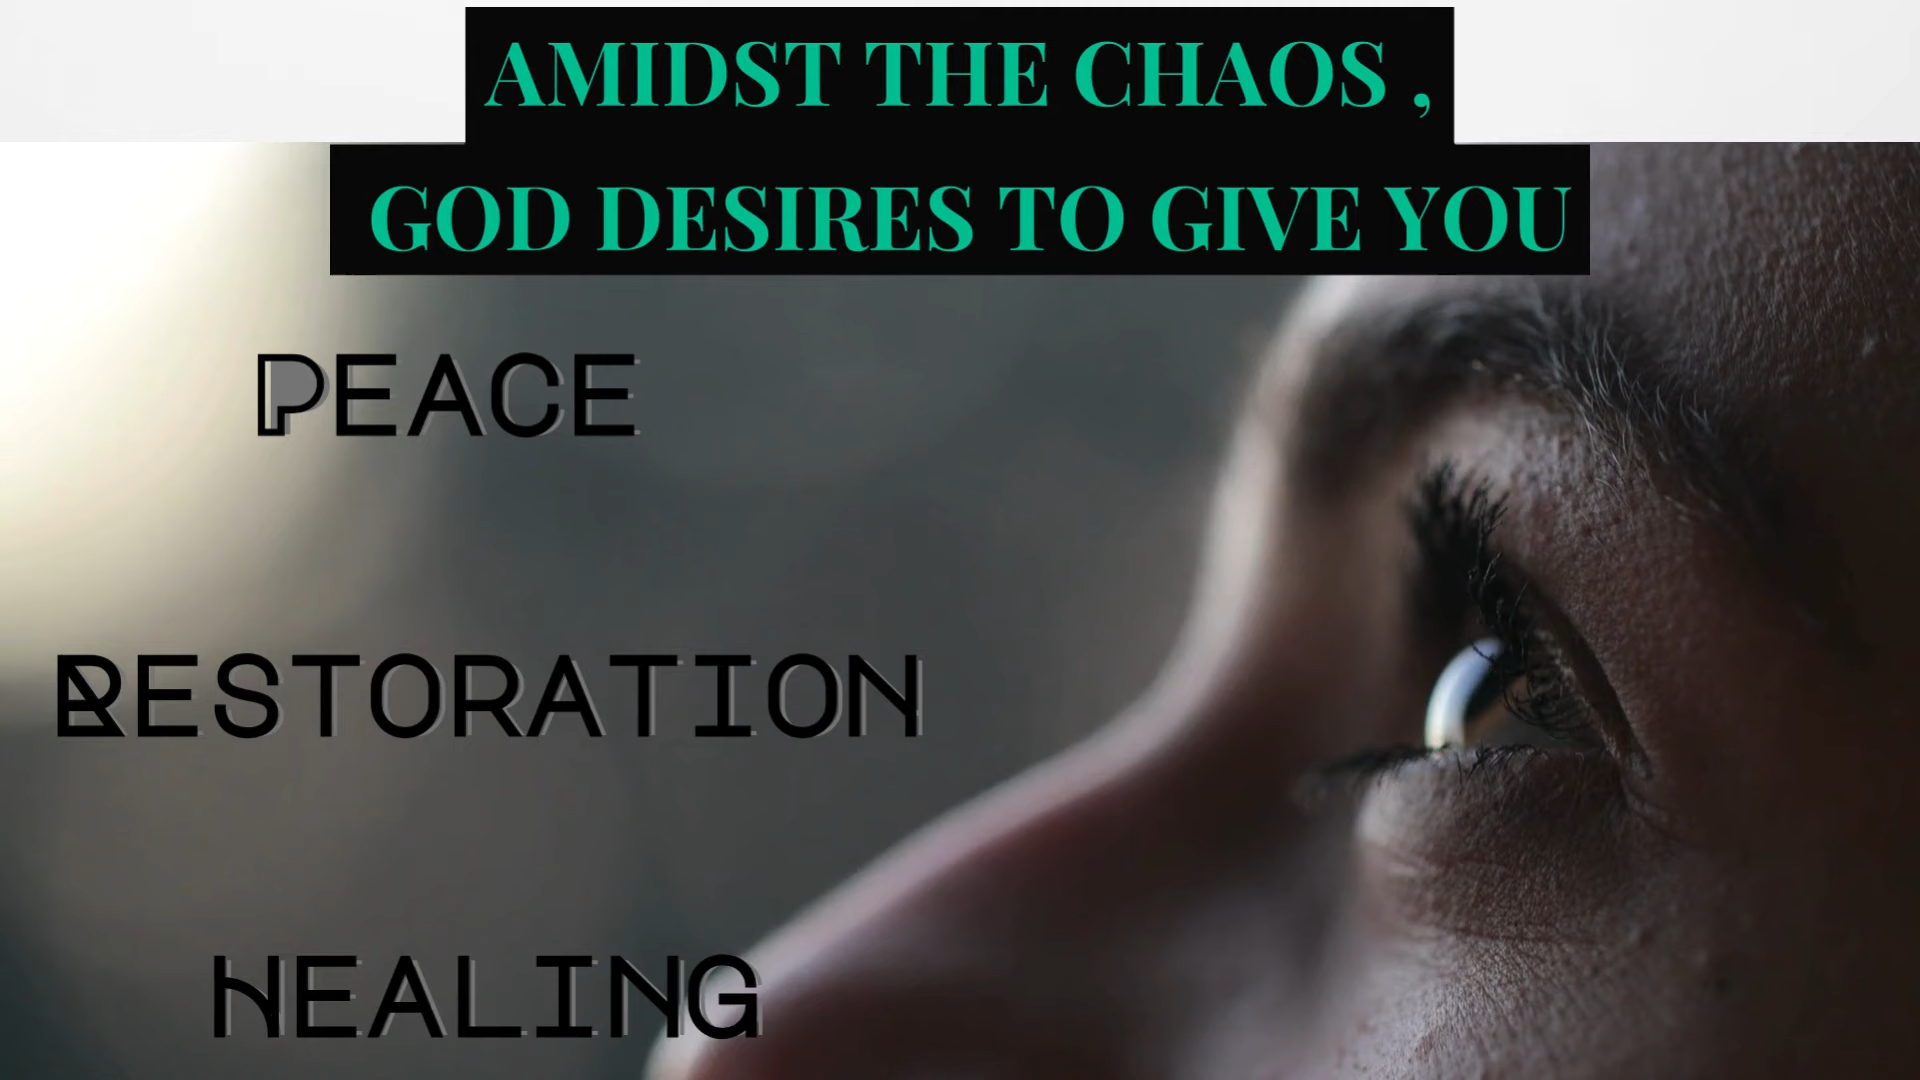 AMIDST THE CHAOS ,
GOD DESIRES TO GIVE YOU
PEACE
RESTORATION
HEALING